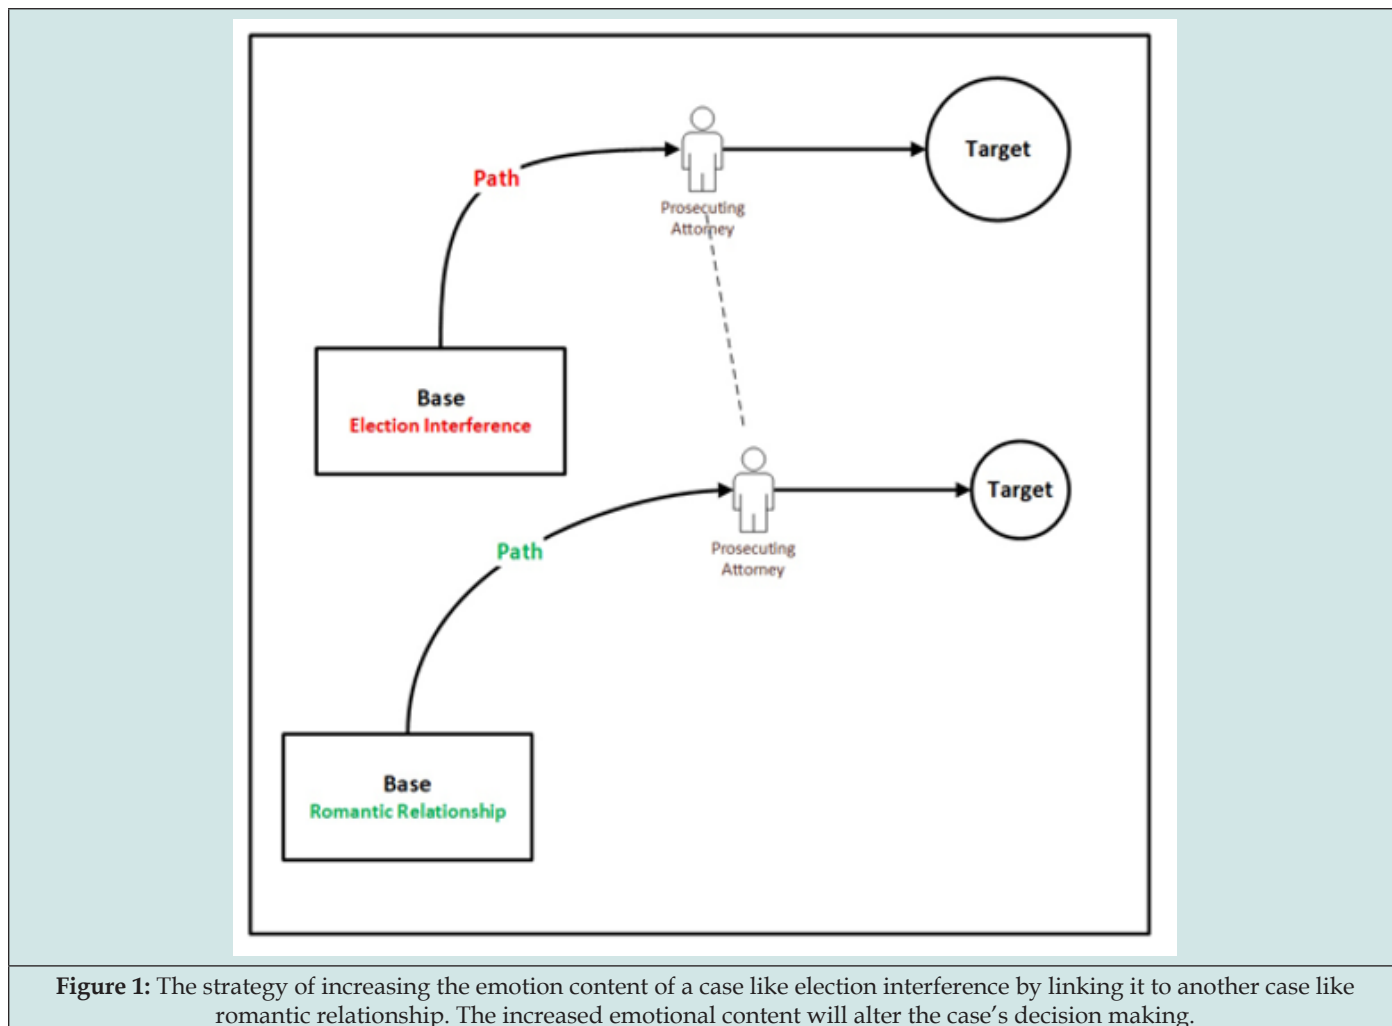 Target
Path
Prosecuting
Attorney
Base
Election Interference
Target
Path
Prosecuting
Attorney
Base
Romantic Relationship
Figure 1: The strategy of increasing the emotion content of a case like election interference by linking it to another case like
romantic relationship. The increased emotional content will alter the case's decision making.